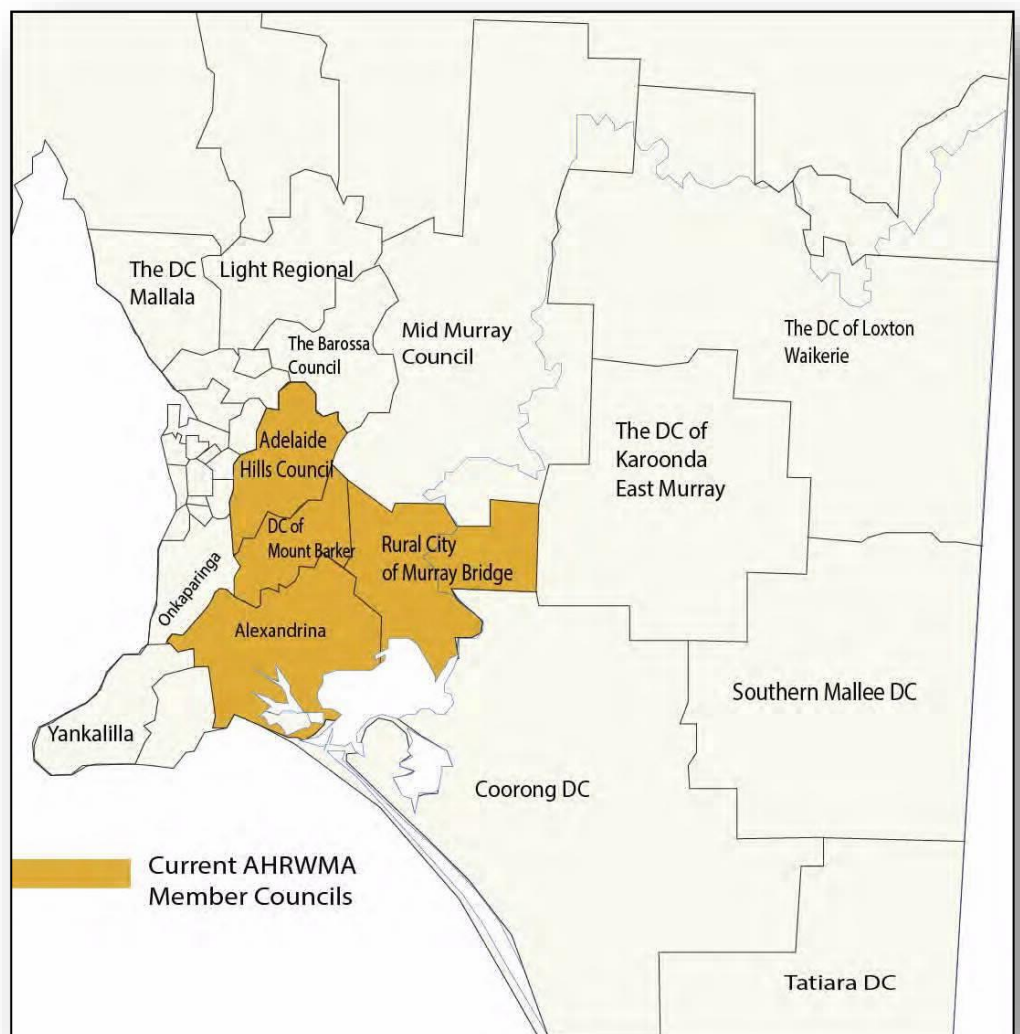 The DC
Mallala
Light Regional
The Barossa
Council
Mid Murray
Council
The DC of Loxton
Waikerie
Adelaide
Hills Council
The DC of
Karoonda
East Murray
DC of
Mount Barker
Rural City
of Murray Bridge
Onkaparinga
Alexandrina
Southern Mallee DC
Yankalilla
Coorong DC
Current AHRWMA
Member Councils
Tatiara DC